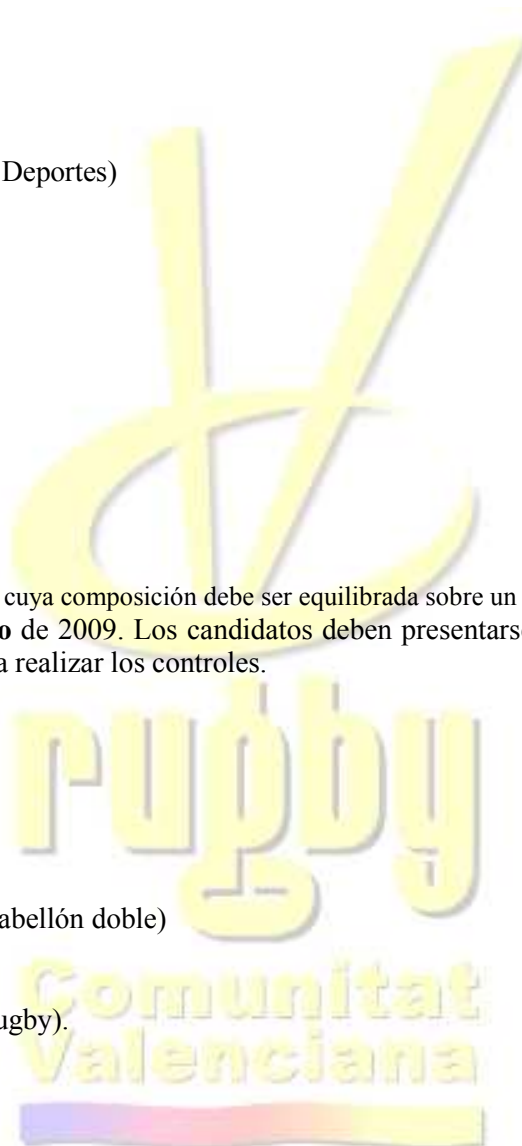 Deportes)
cuya composición debe ser equilibrada sobre un
o de 2009. Los candidatos deben presentarse
a realizar los controles.
rugby
abellón doble)
Comunitat
ugby).
Valenciana